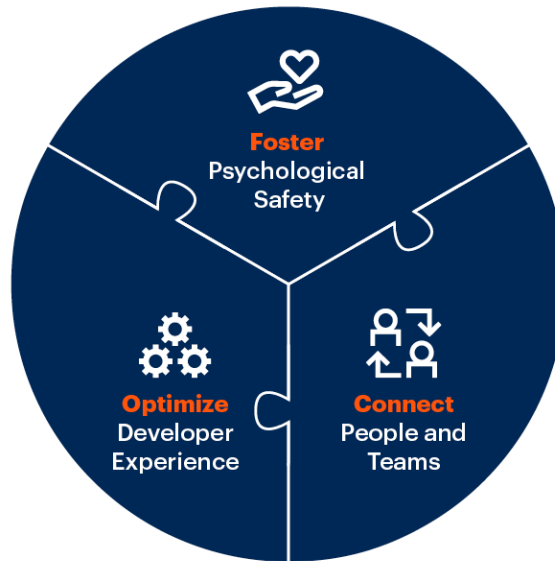 Foster
Psychological
Safety
Optimize
Developer
Experience
Connect
People and
Teams